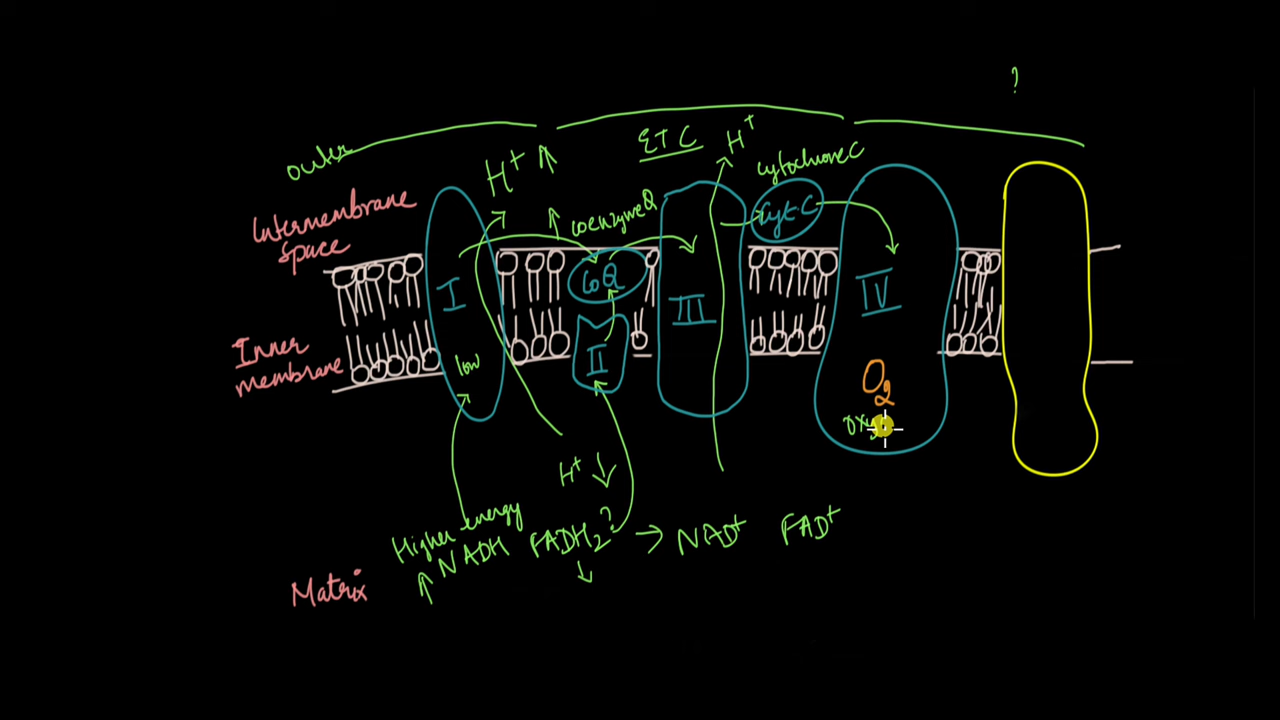 ?
outer
ETC
H+
H+ ↑
cytochrome C
Intermembrane
Space
↑
coenzyme Q
Cyt C
CoQ
I
III
IV
Inner
membrane
low
II
O2
oxy
H+ ↓
Higher energy
↑ NADH FADH2? → NAD+ FAD+
↓
Matrix